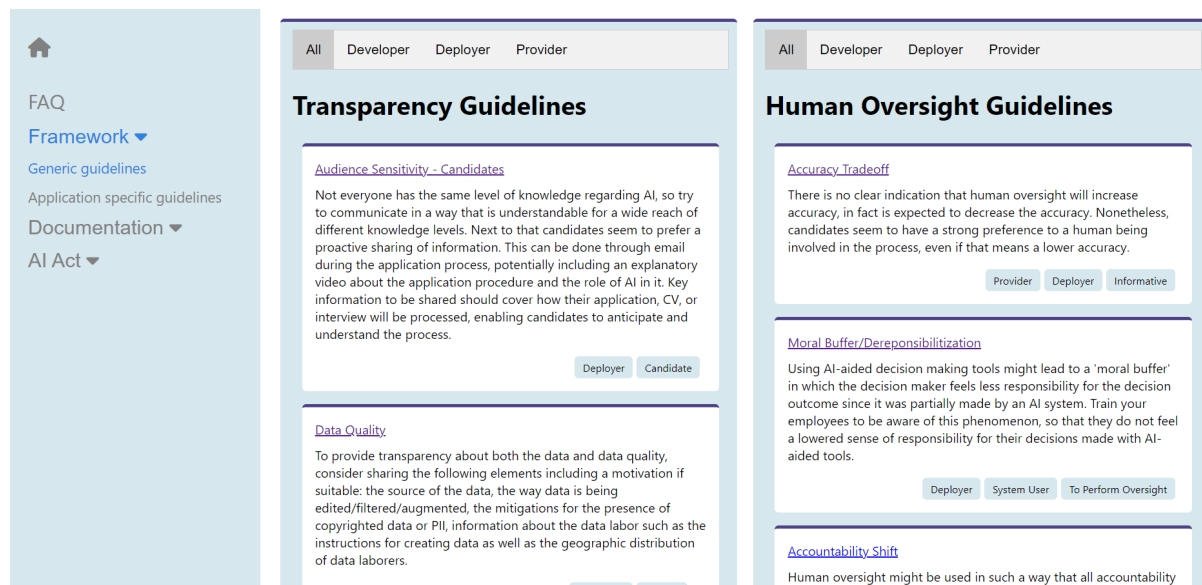 FAQ
Framework
Generic guidelines
Application specific guidelines
Documentation
AI Act
All Developer Deployer Provider
Transparency Guidelines
Audience Sensitivity - Candidates
Not everyone has the same level of knowledge regarding AI, so try
to communicate in a way that is understandable for a wide reach of
different knowledge levels. Next to that candidates seem to prefer a
proactive sharing of information. This can be done through email
during the application process, potentially including an explanatory
video about the application procedure and the role of AI in it. Key
information to be shared should cover how their application, CV, or
interview will be processed, enabling candidates to anticipate and
understand the process.
Deployer Candidate
Data Quality
To provide transparency about both the data and data quality,
consider sharing the following elements including a motivation if
suitable: the source of the data, the way data is being
edited/filtered/augmented, the mitigations for the presence of
copyrighted data or PII, information about the data labor such as the
instructions for creating data as well as the geographic distribution
of data laborers.
All Developer Deployer Provider
Human Oversight Guidelines
Accuracy Tradeoff
There is no clear indication that human oversight will increase
accuracy, in fact is expected to decrease the accuracy. Nonetheless,
candidates seem to have a strong preference to a human being
involved in the process, even if that means a lower accuracy.
Provider Deployer Informative
Moral Buffer/Dereponsibilitization
Using AI-aided decision making tools might lead to a 'moral buffer'
in which the decision maker feels less responsibility for the decision
outcome since it was partially made by an AI system. Train your
employees to be aware of this phenomenon, so that they do not feel
a lowered sense of responsibility for their decisions made with AI-
aided tools.
Deployer System User To Perform Oversight
Accountability Shift
Human oversight might be used in such a way that all accountability